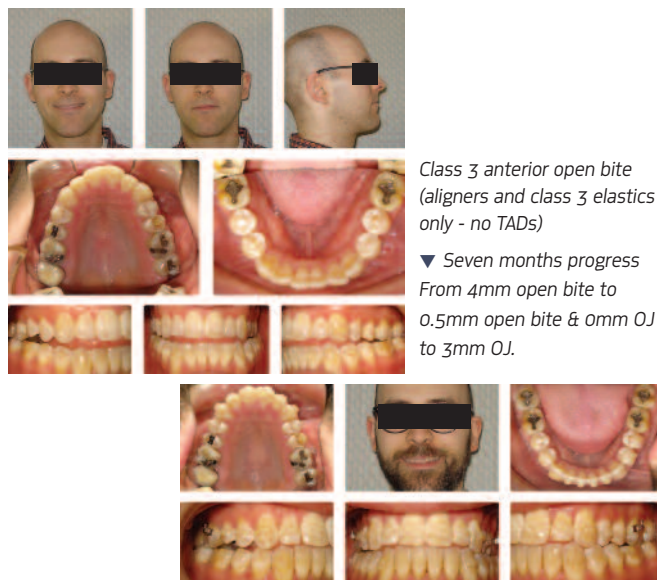 Class 3 anterior open bite
(aligners and class 3 elastics
only - no TADs)
▼ Seven months progress
From 4mm open bite to
0.5mm open bite & 0mm OJ
to 3mm OJ.